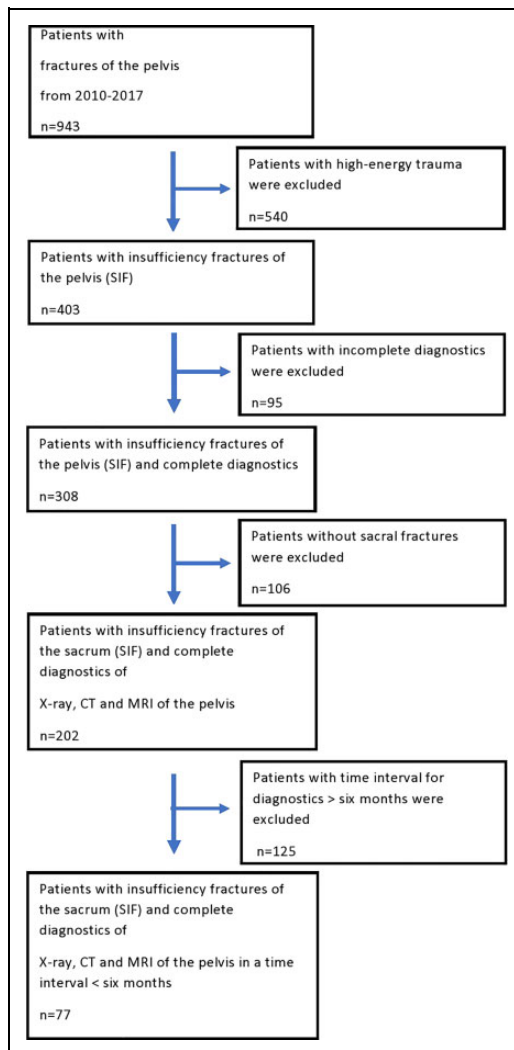 Patients with
fractures of the pelvis
from 2010-2017
n=943
Patients with high-energy trauma
were excluded
n=540
Patients with insufficiency fractures of
the pelvis (SIF)
n=403
Patients with incomplete diagnostics
were excluded
n=95
Patients with insufficiency fractures of
the pelvis (SIF) and complete diagnostics
n=308
Patients without sacral fractures
were excluded
n=106
Patients with insufficiency fractures of
the sacrum (SIF) and complete
diagnostics of
X-ray, CT and MRI of the pelvis
n=202
Patients with time interval for
diagnostics > six months were
excluded
n=125
Patients with insufficiency fractures of
the sacrum (SIF) and complete
diagnostics of
X-ray, CT and MRI of the pelvis in a time
interval < six months
n=77